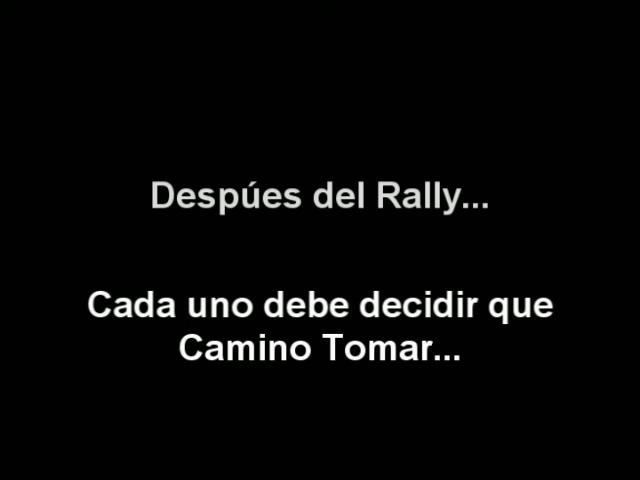 Despúes del Rally...
Cada uno debe decidir que
Camino Tomar...